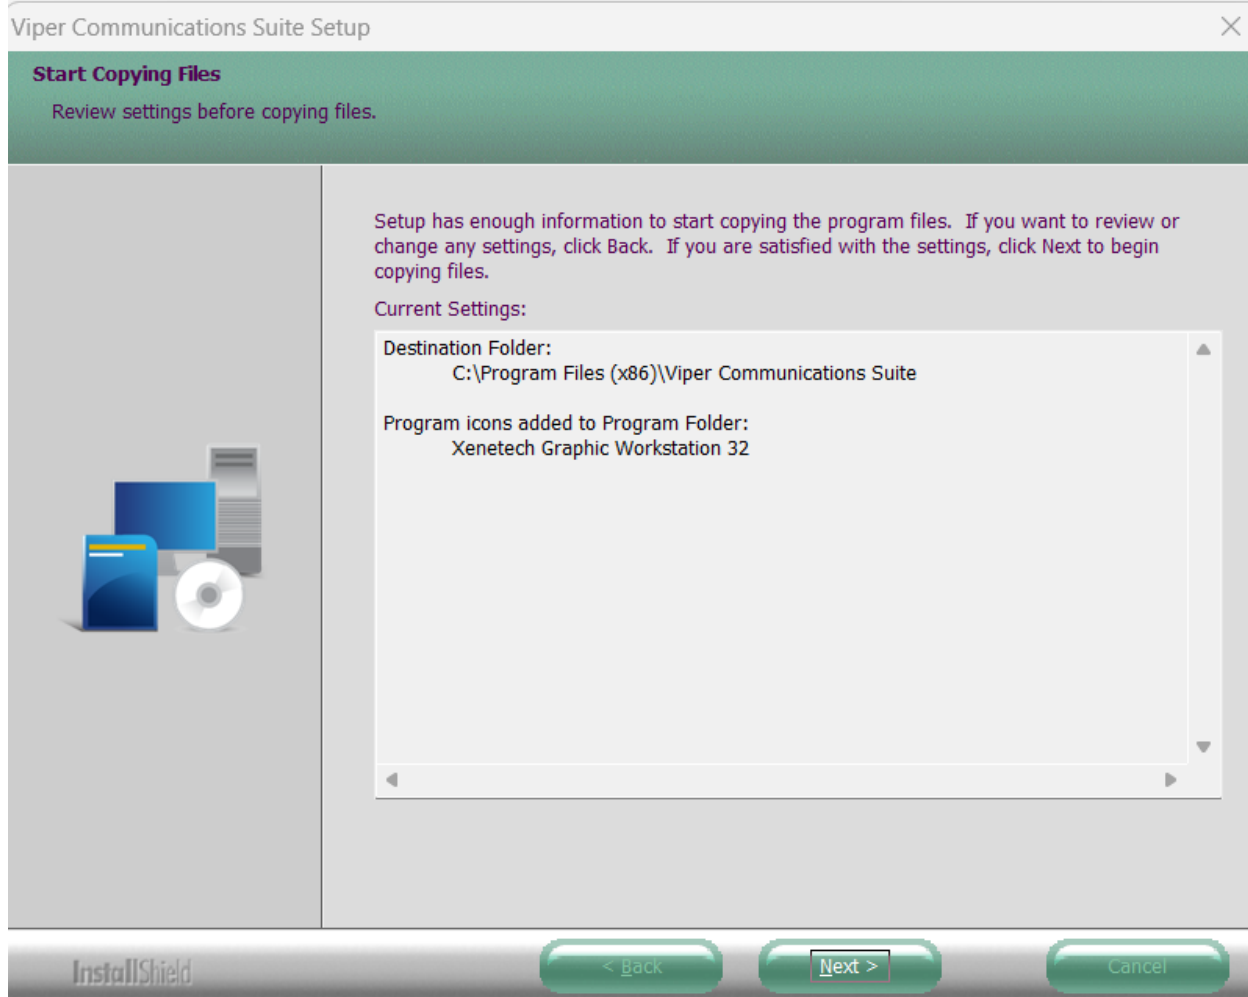 Viper Communications Suite Setup
Start Copying Files
Review settings before copying files.
Setup has enough information to start copying the program files.  If you want to review or
change any settings, click Back.  If you are satisfied with the settings, click Next to begin
copying files.
Current Settings:
Destination Folder:
C:\Program Files (x86)\Viper Communications Suite
Program icons added to Program Folder:
Xenetech Graphic Workstation 32
InstallShield
< Back
Next >
Cancel